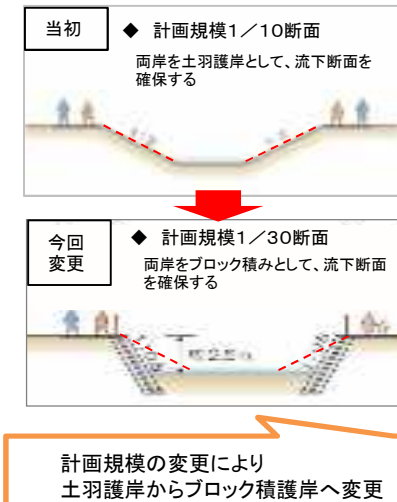 当初
◆ 計画規模1／10断面
両岸を土羽護岸として、流下断面を
確保する
今回
変更
◆ 計画規模1／30断面
両岸をブロック積みとして、流下断面
を確保する
計画規模の変更により
土羽護岸からブロック積護岸へ変更